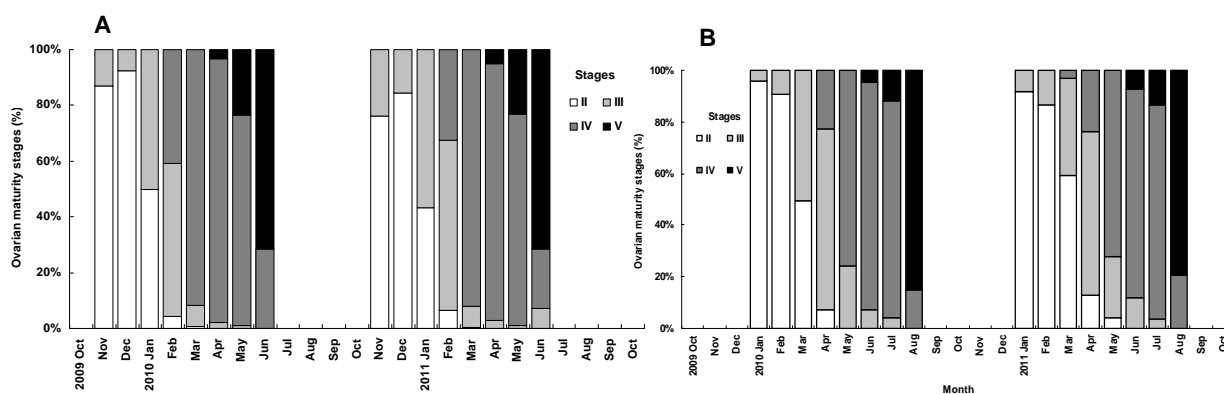 A
100%
80%
60%
40%
20%
0%
Ovarian maturity stages (%)
Stages
II III
IV V
2009 Oct Nov Dec 2010 Jan Feb Mar Apr May Jun Jul Aug Sep Oct Nov Dec 2011 Jan Feb Mar Apr May Jun Jul Aug Sep Oct
B
100%
80%
60%
40%
20%
0%
Ovarian maturity stages (%)
Stages
II III
IV V
2009 Oct Nov Dec 2010 Jan Feb Mar Apr May Jun Jul Aug Sep Oct Nov Dec 2011 Jan Feb Mar Apr May Jun Jul Aug Sep Oct
Month